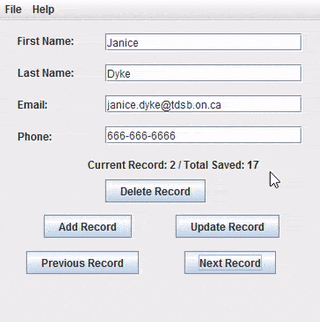 File Help
First Name: Janice
Last Name: Dyke
Email: janice.dyke@tdsb.on.ca
Phone: 666-666-6666
Current Record: 2 / Total Saved: 17
Delete Record
Add Record Update Record
Previous Record Next Record